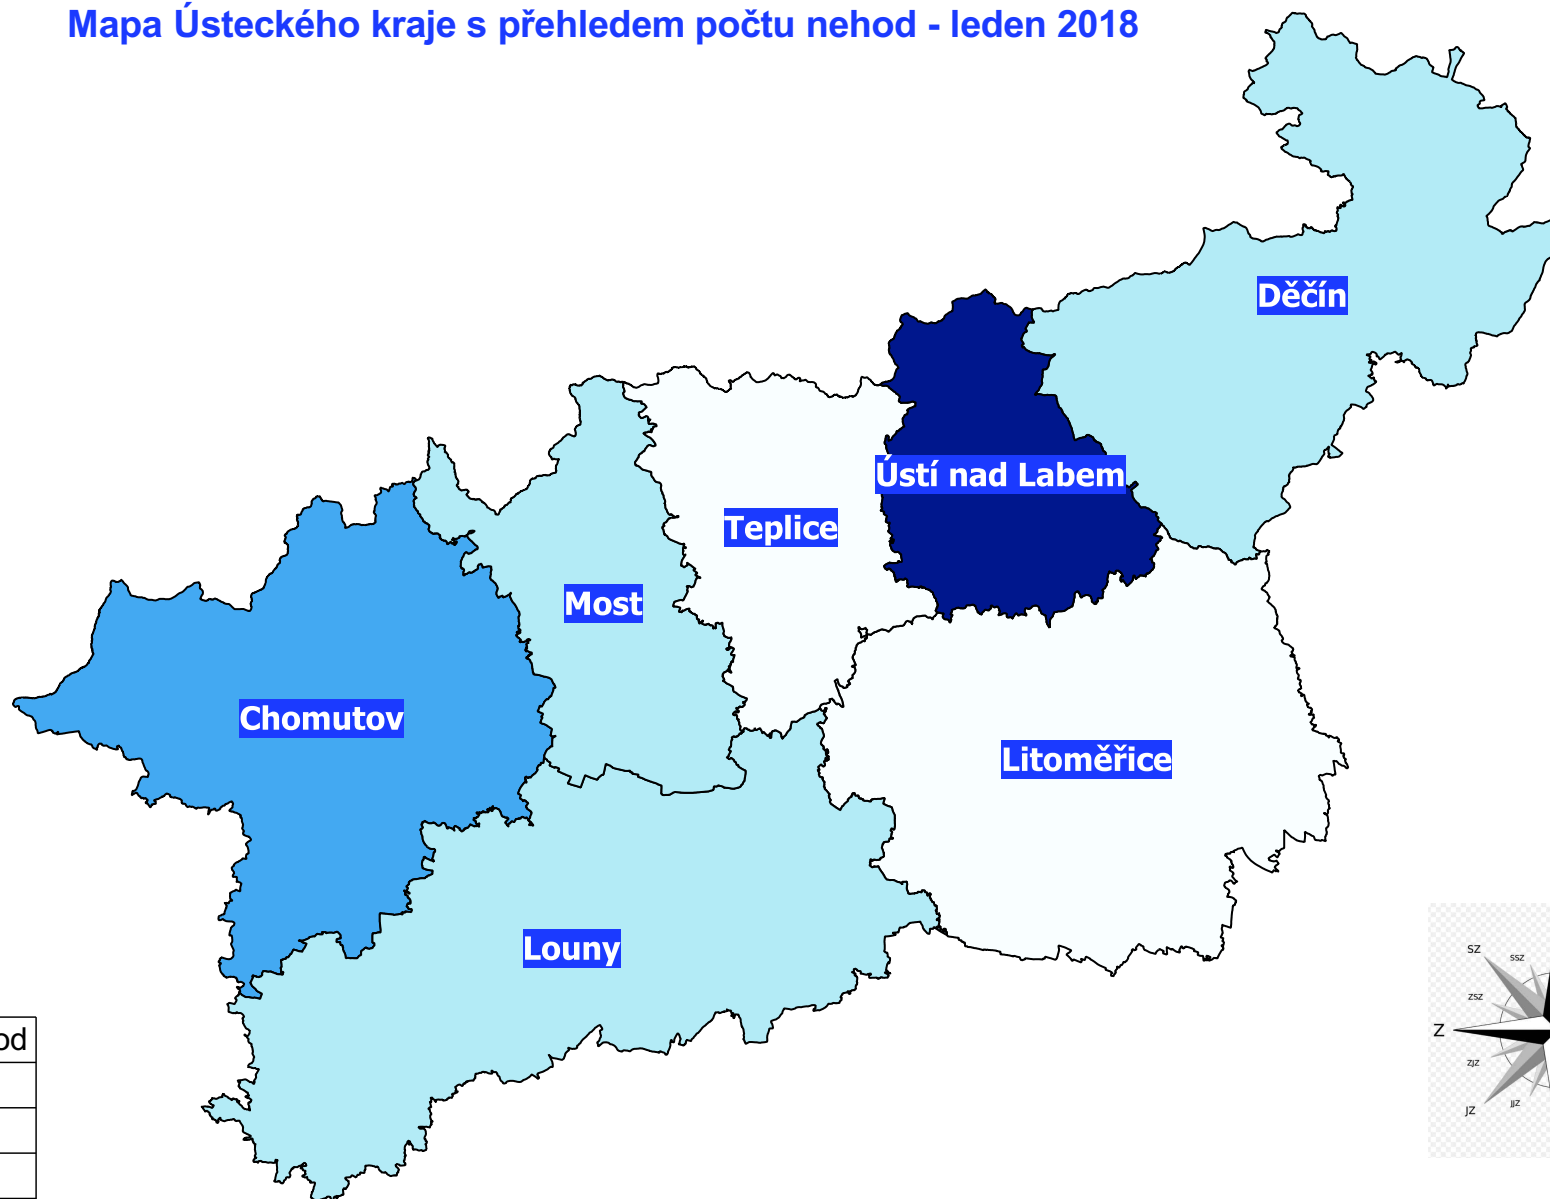 Mapa Ústeckého kraje s přehledem počtu nehod - leden 2018
Děčín
Ústí nad Labem
Teplice
Most
Chomutov
Litoměřice
Louny
SZ
SSZ
ZSZ
Z
ZJZ
JZ
JJZ
od